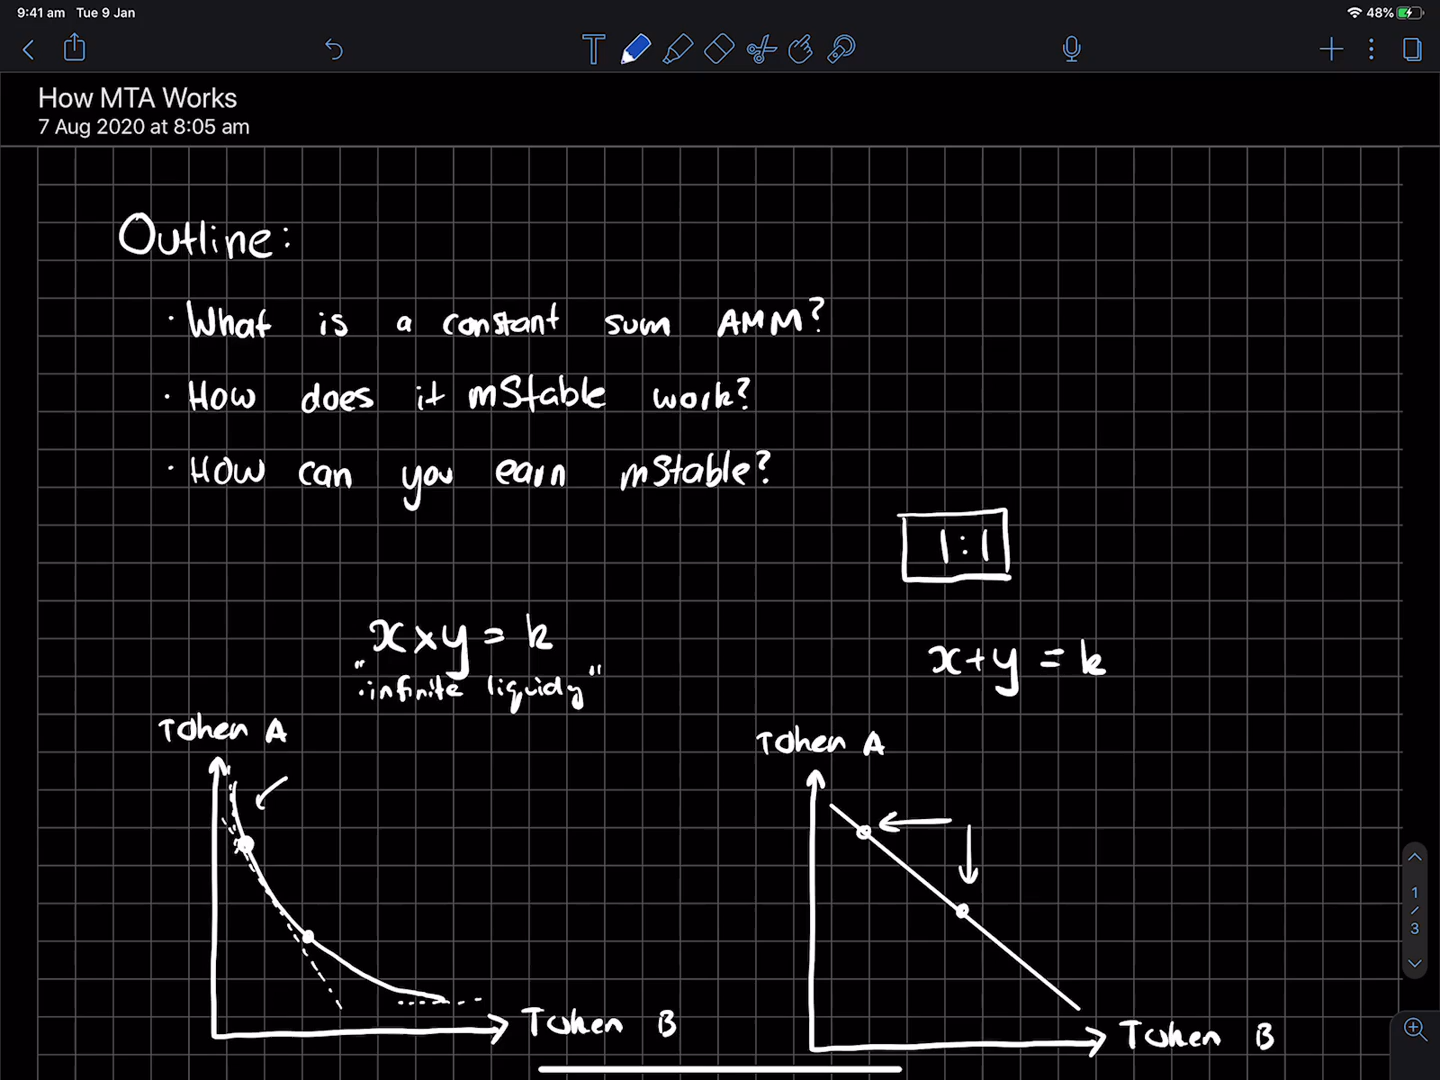 9:41 am Tue 9 Jan
48%
How MTA Works
7 Aug 2020 at 8:05 am
Outline:
· What is a constant sum AMM?
· How does it mStable work?
· How can you earn mStable?
1:1
x × y = k
"infinite liquidy"
x + y = k
Token A
Token A
Token B
Token B
1
/
3